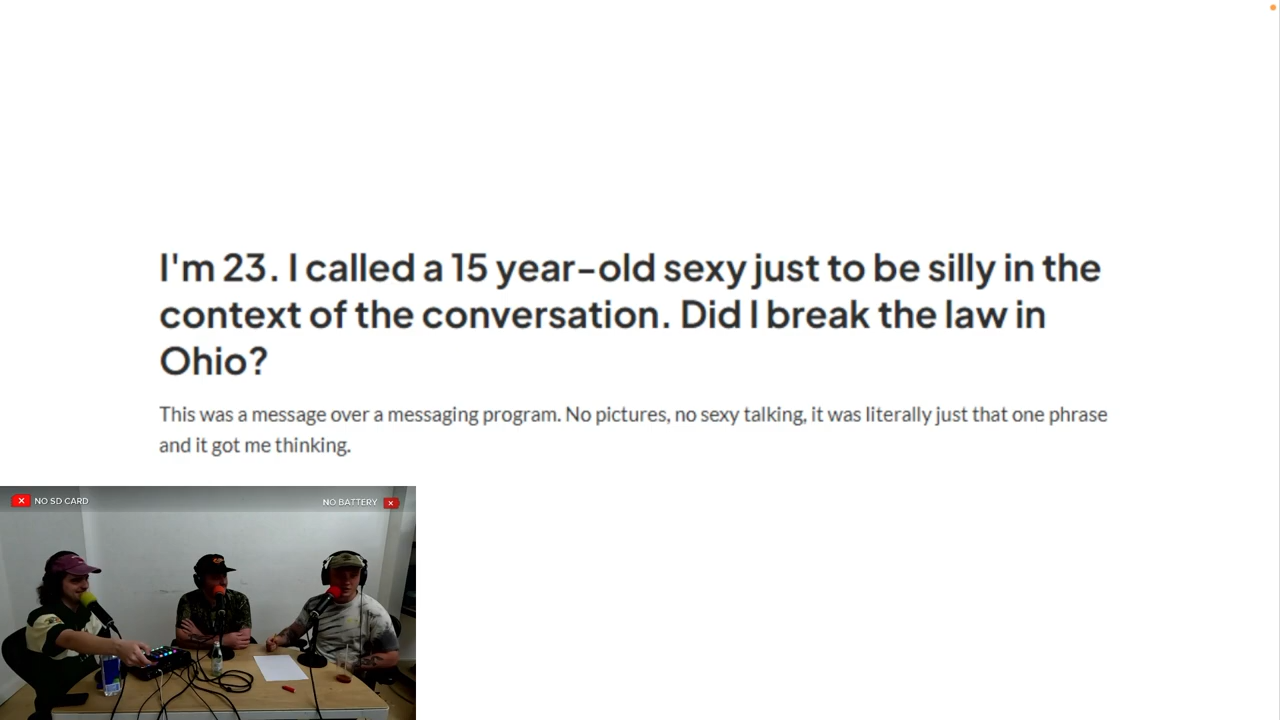 I'm 23. I called a 15 year-old sexy just to be silly in the
context of the conversation. Did I break the law in
Ohio?
This was a message over a messaging program. No pictures, no sexy talking, it was literally just that one phrase
and it got me thinking.
NO SD CARD
NO BATTERY